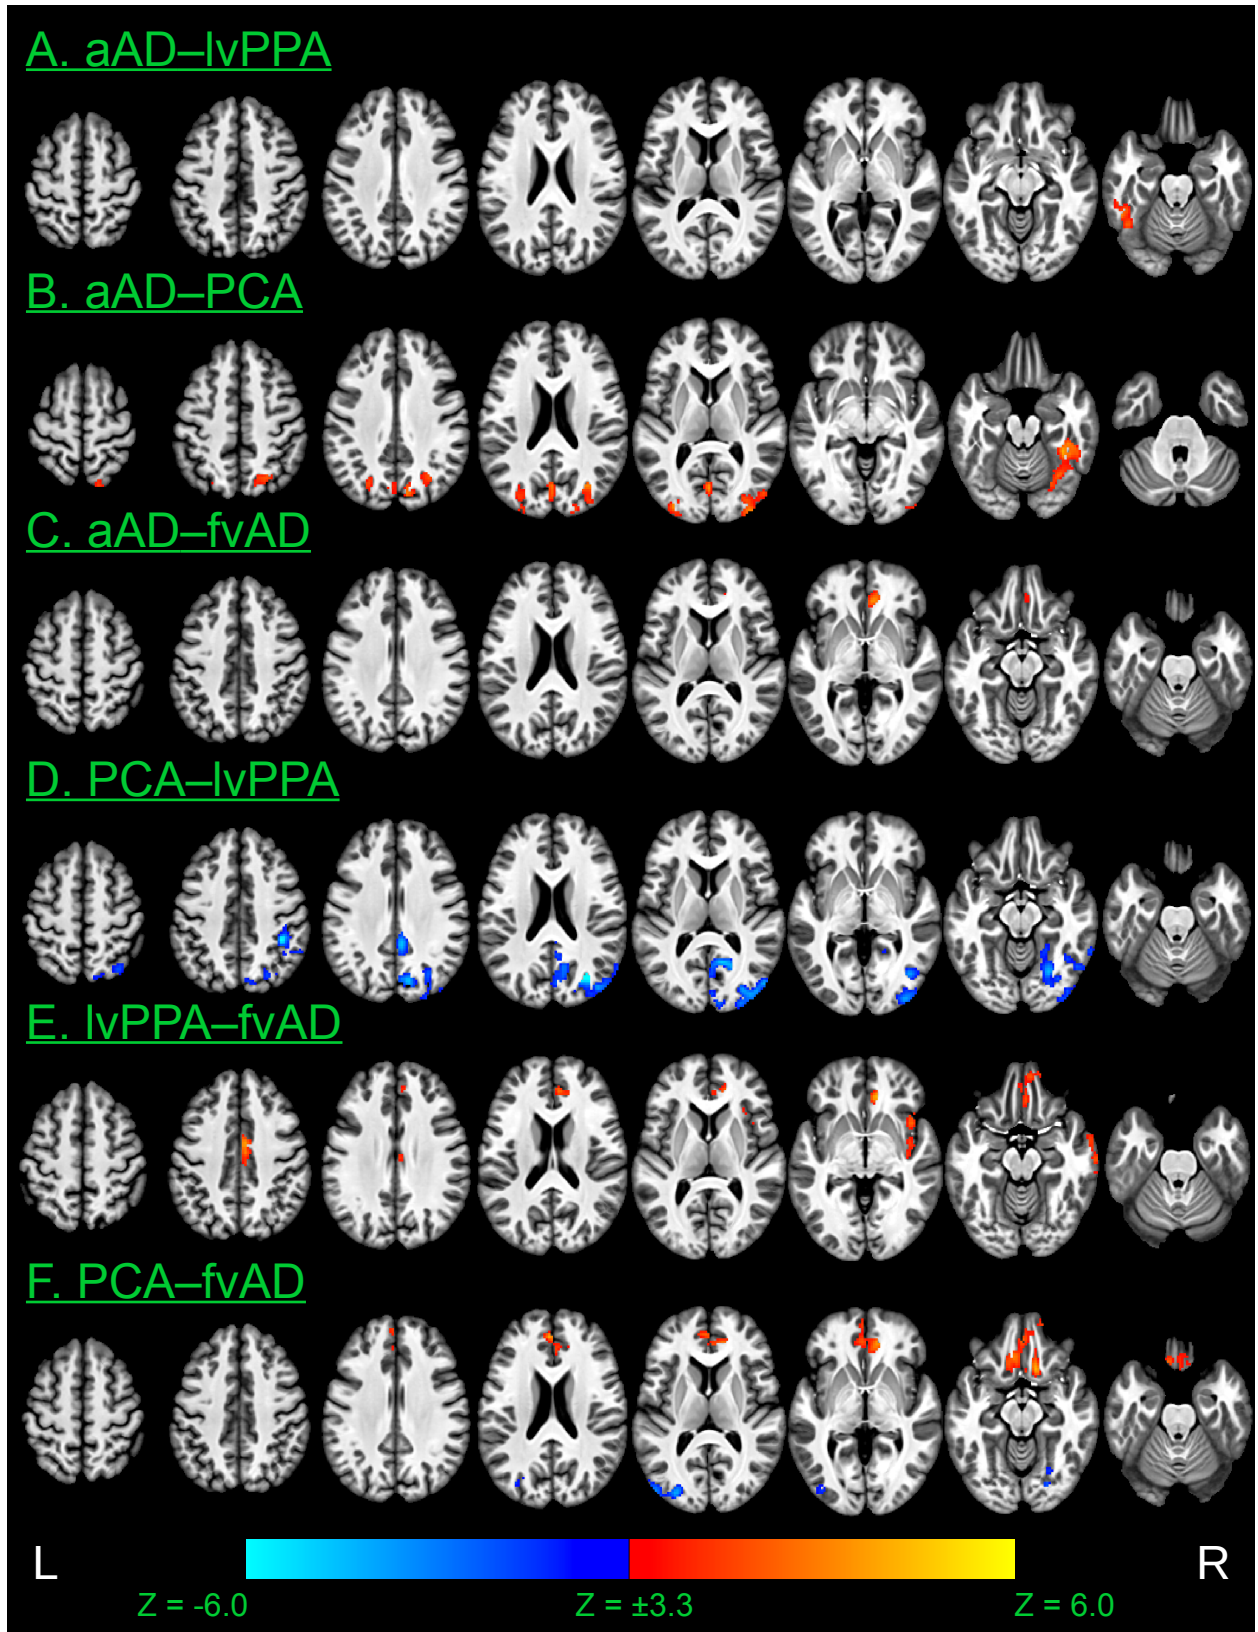 A. aAD–lvPPA
B. aAD–PCA
C. aAD–fvAD
D. PCA–lvPPA
E. lvPPA–fvAD
F. PCA–fvAD
L R
Z = -6.0 Z = ±3.3 Z = 6.0